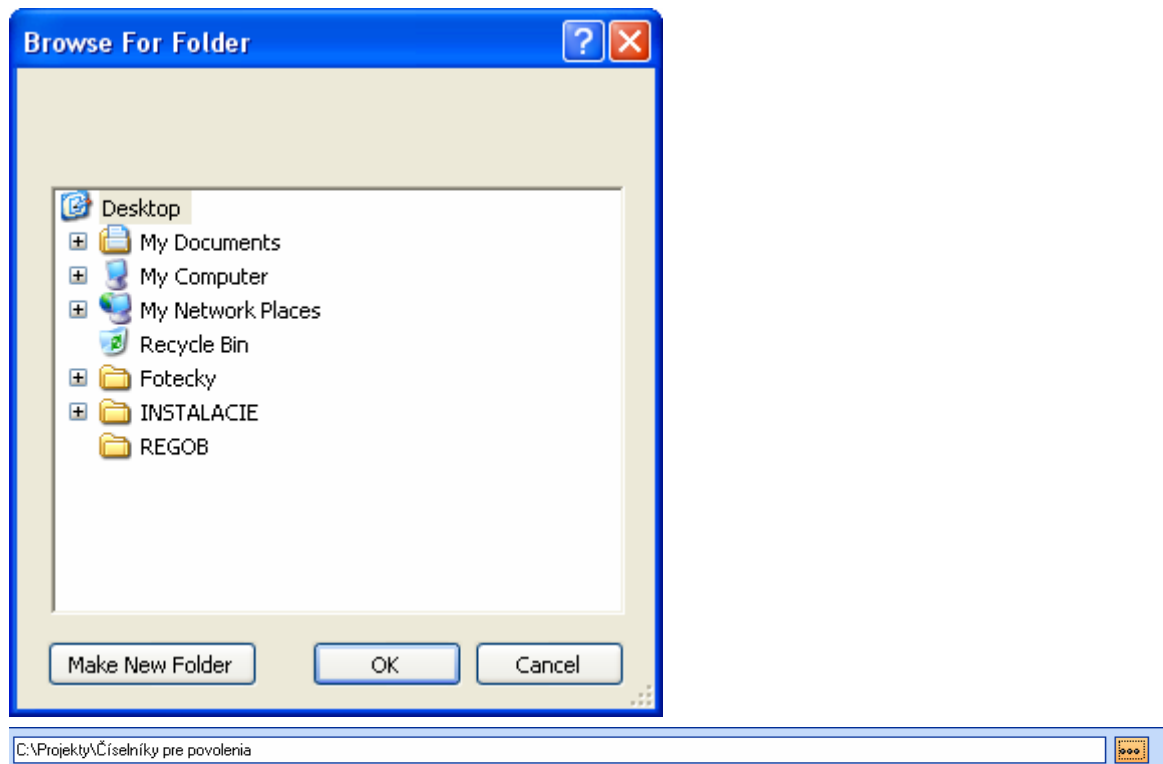 Browse For Folder
Desktop
My Documents
My Computer
My Network Places
Recycle Bin
Fotecky
INSTALACIE
REGOB
Make New Folder OK Cancel
C:\Projekty\Číselníky pre povolenia